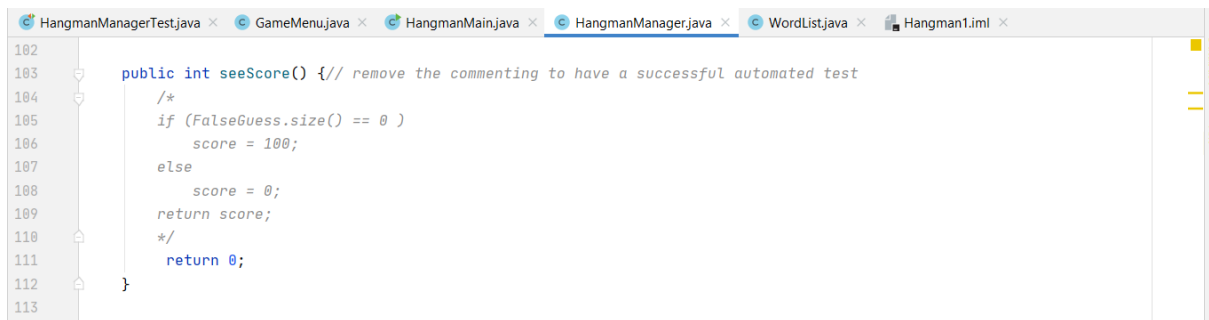 HangmanManagerTest.java × GameMenu.java × HangmanMain.java × HangmanManager.java × WordList.java × Hangman1.iml ×
102
103 public int seeScore() {// remove the commenting to have a successful automated test
104 /*
105 if (FalseGuess.size() == 0 )
106 score = 100;
107 else
108 score = 0;
109 return score;
110 */
111 return 0;
112 }
113